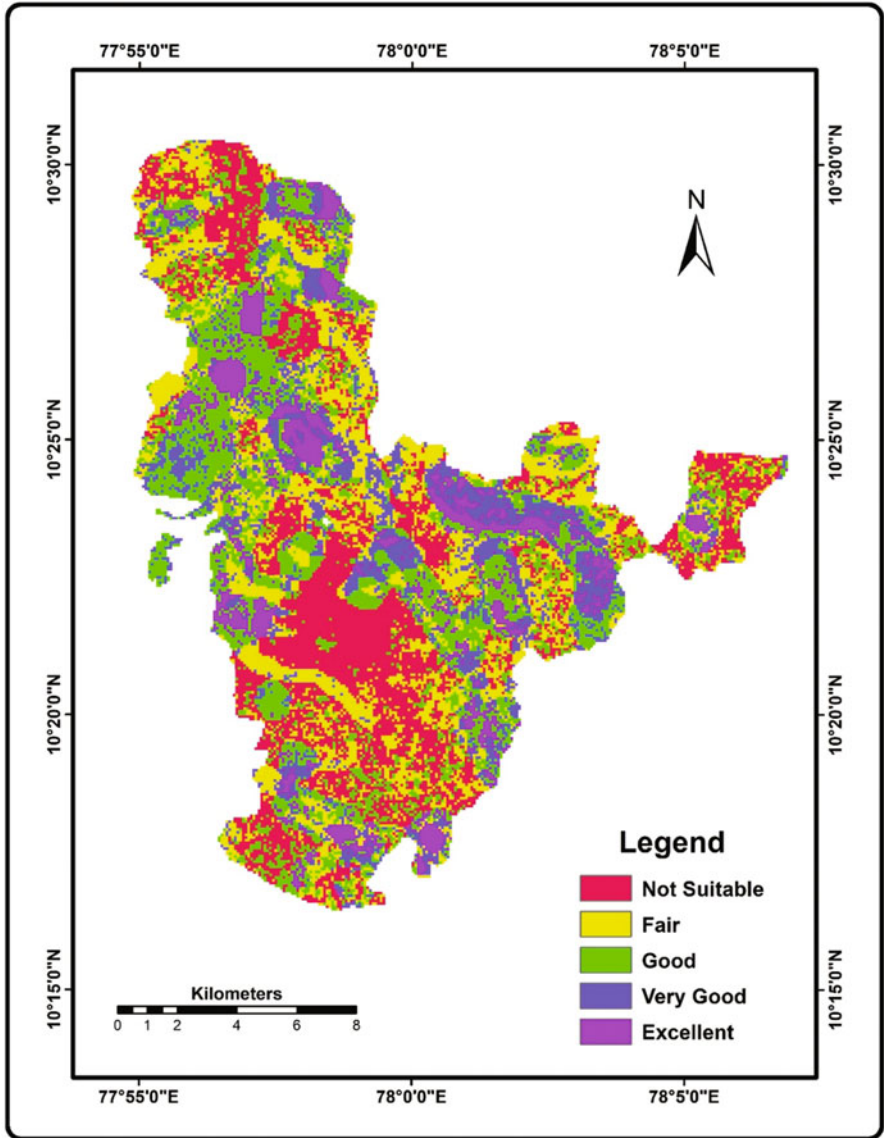 77°55'0"E 78°0'0"E 78°5'0"E
10°30'0"N 10°30'0"N
N
10°25'0"N 10°25'0"N
10°20'0"N 10°20'0"N
Legend
Not Suitable
Fair
Good
Very Good
Excellent
10°15'0"N 10°15'0"N
Kilometers
0 1 2 4 6 8
77°55'0"E 78°0'0"E 78°5'0"E